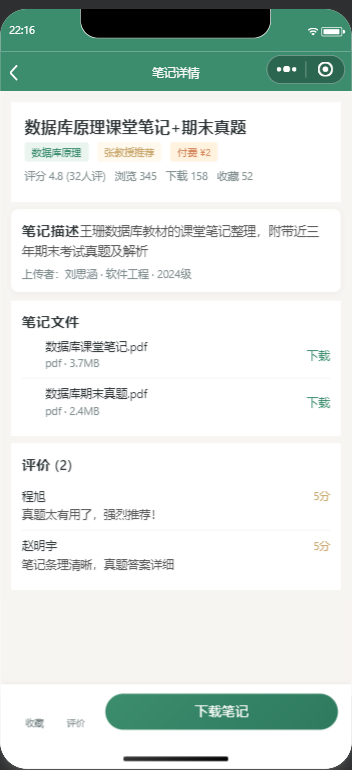 22:16
笔记详情
数据库原理课堂笔记+期末真题
数据库原理 张教授推荐 付费 ¥2
评分 4.8 (32人评) 浏览 345 下载 158 收藏 52
笔记描述王珊数据库教材的课堂笔记整理，附带近三
年期末考试真题及解析
上传者：刘思涵 · 软件工程 · 2024级
笔记文件
数据库课堂笔记.pdf
pdf · 3.7MB
下载
数据库期末真题.pdf
pdf · 2.4MB
下载
评价 (2)
程旭 5分
真题太有用了，强烈推荐！
赵明宇 5分
笔记条理清晰，真题答案详细
收藏 评价 下载笔记